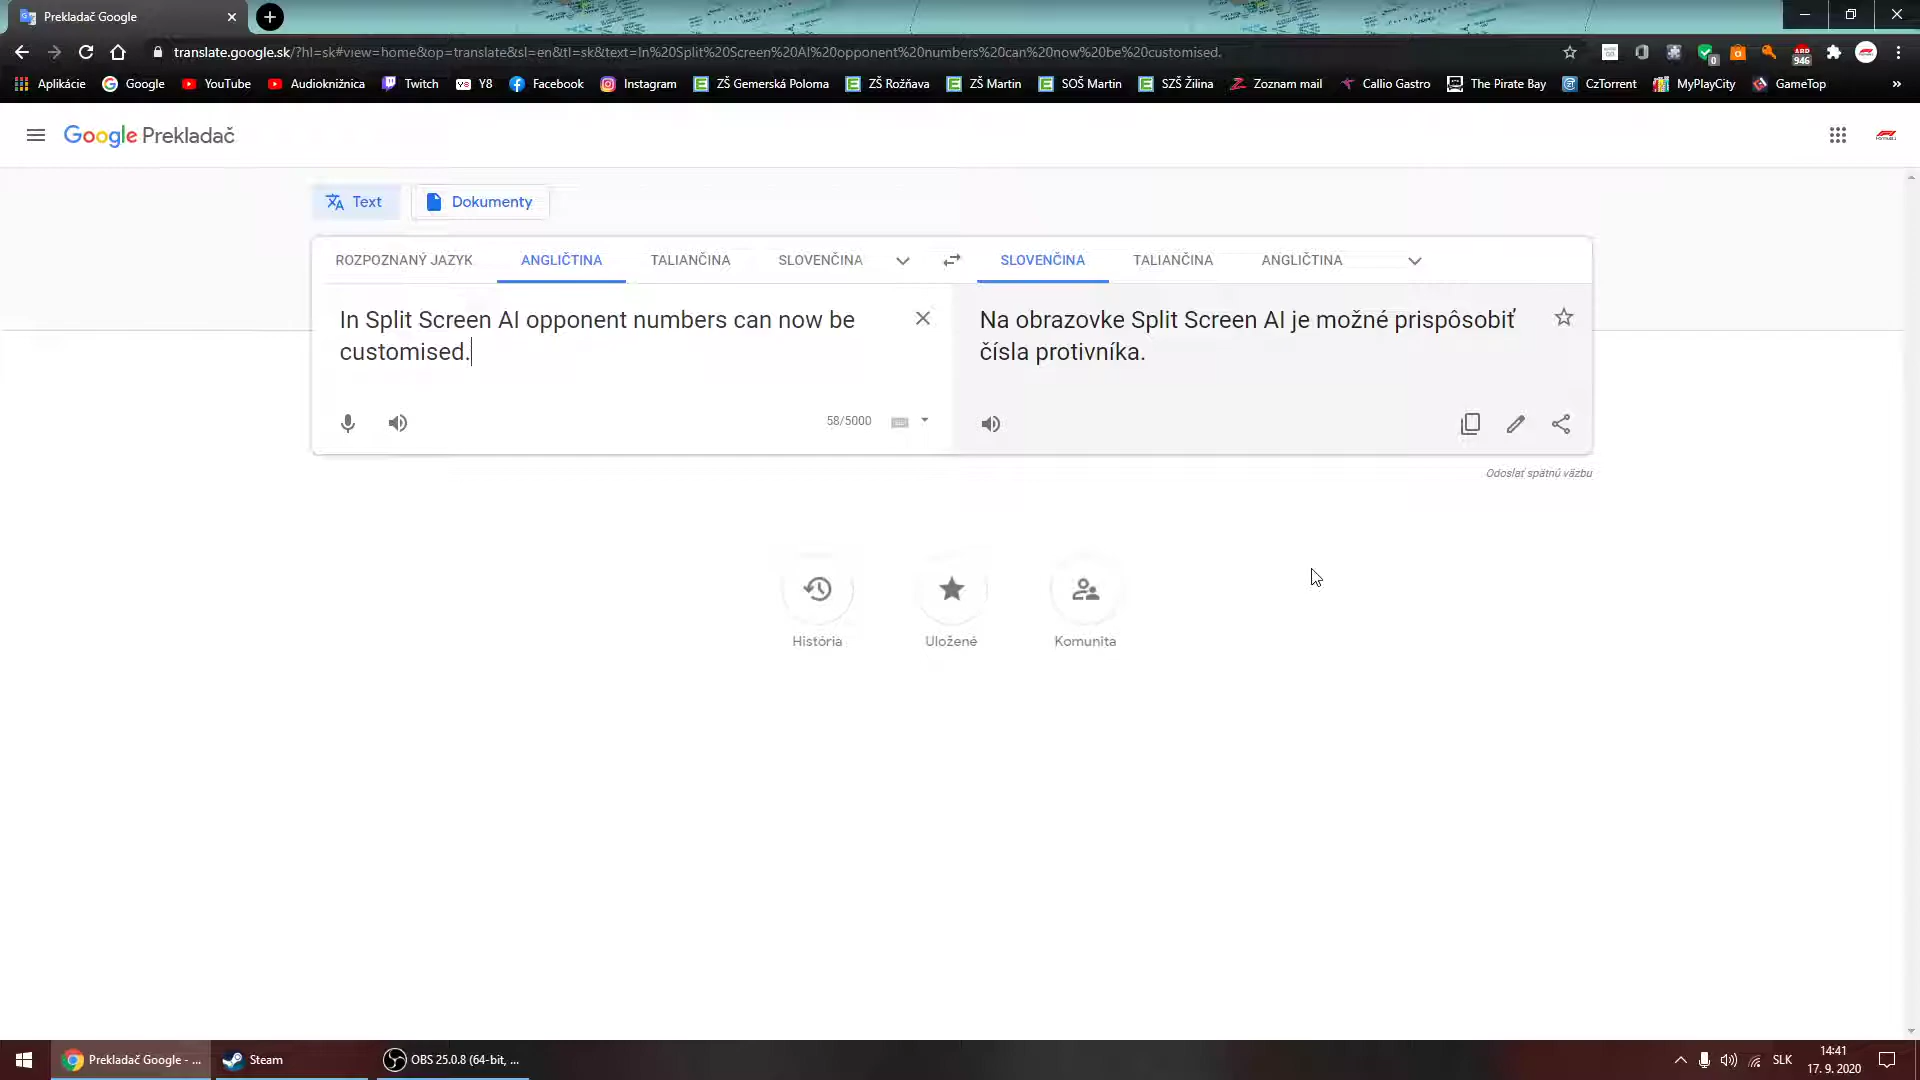 Prekladač Google
translate.google.sk/?hl=sk#view=home&op=translate&sl=en&tl=sk&text=In%20Split%20Screen%20AI%20opponent%20numbers%20can%20now%20be%20customised.
0
ABP
946
Aplikácie Google YouTube Audioknižnica Twitch Y8 Facebook Instagram ZŠ Gemerská Poloma ZŠ Rožňava ZŠ Martin SOŠ Martin SZŠ Žilina Zoznam mail Callio Gastro The Pirate Bay CzTorrent MyPlayCity GameTop »
Google Prekladač
Text Dokumenty
ROZPOZNANÝ JAZYK ANGLIČTINA TALIANČINA SLOVENČINA SLOVENČINA TALIANČINA ANGLIČTINA
In Split Screen AI opponent numbers can now be
customised.
Na obrazovke Split Screen AI je možné prispôsobiť
čísla protivníka.
58/5000
Odoslať spätnú väzbu
História Uložené Komunita
Prekladač Google - ... Steam OBS 25.0.8 (64-bit, ... SLK 14:41
17. 9. 2020